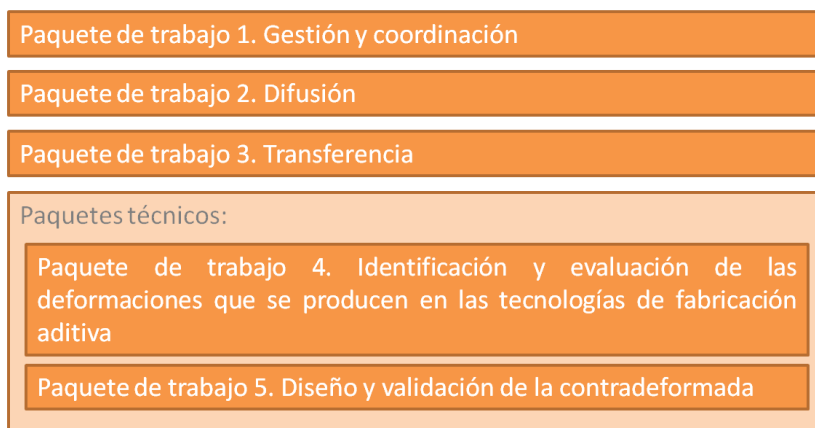 Paquete de trabajo 1. Gestión y coordinación
Paquete de trabajo 2. Difusión
Paquete de trabajo 3. Transferencia
Paquetes técnicos:
Paquete de trabajo 4. Identificación y evaluación de las
deformaciones que se producen en las tecnologías de fabricación
aditiva
Paquete de trabajo 5. Diseño y validación de la contradeformada